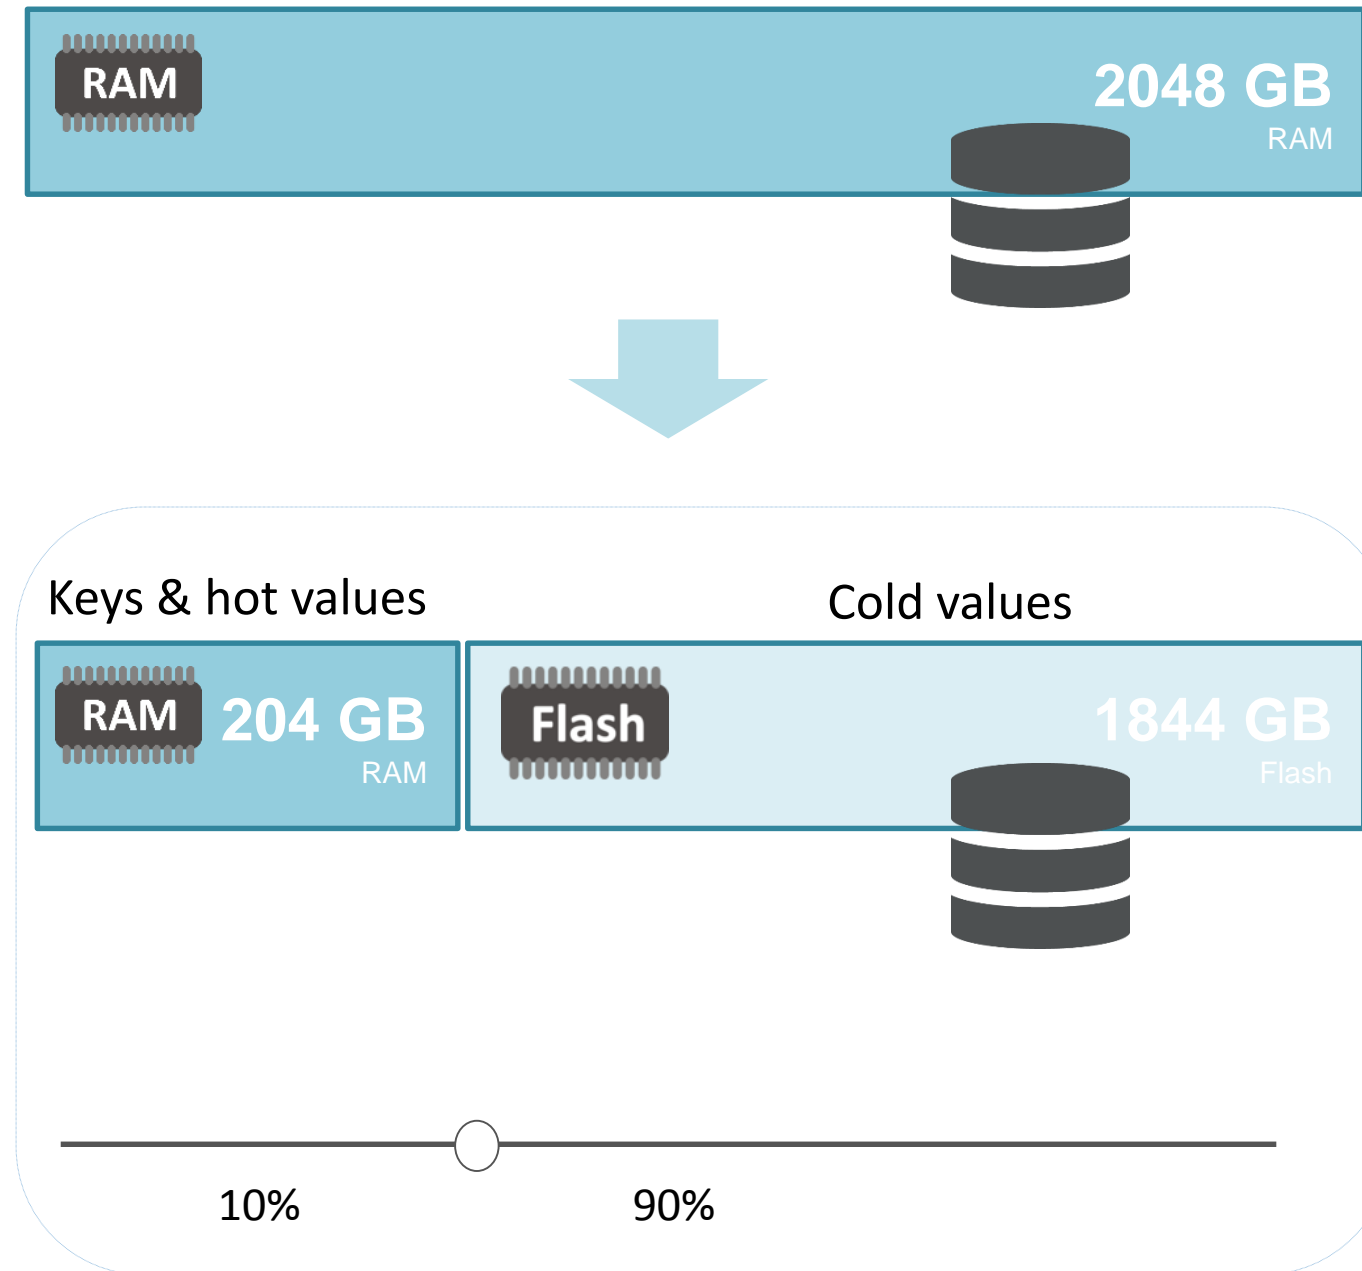 RAM
2048 GB
RAM
Keys & hot values
Cold values
RAM
204 GB
RAM
Flash
1844 GB
Flash
10%
90%